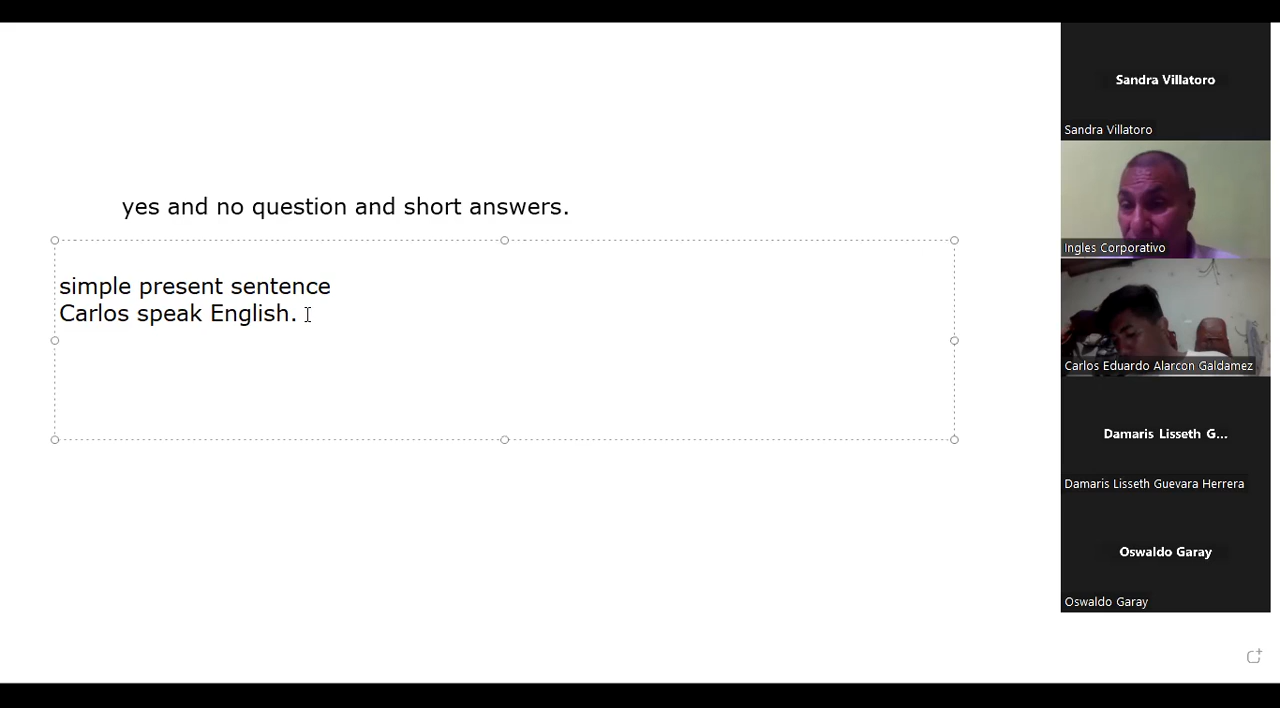 yes and no question and short answers.
simple present sentence
Carlos speak English.
Sandra Villatoro
Sandra Villatoro
Ingles Corporativo
Carlos Eduardo Alarcon Galdamez
Damaris Lisseth G...
Damaris Lisseth Guevara Herrera
Oswaldo Garay
Oswaldo Garay